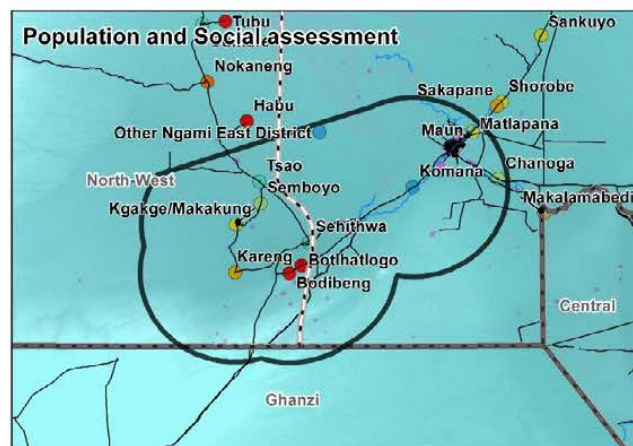 Tubu
Sankuyo
Population and Social assessment
Nokaneng
Shorobe
Sakapane
Habu
Other Ngami East District
Maun
Matlapana
Tsao
Komana
Chanoga
North-West
Semboyo
Kgakge/Makakung
Makalamabedi
Sehithwa
Kareng
Botlhatlogo
Bodibeng
Central
Ghanzi